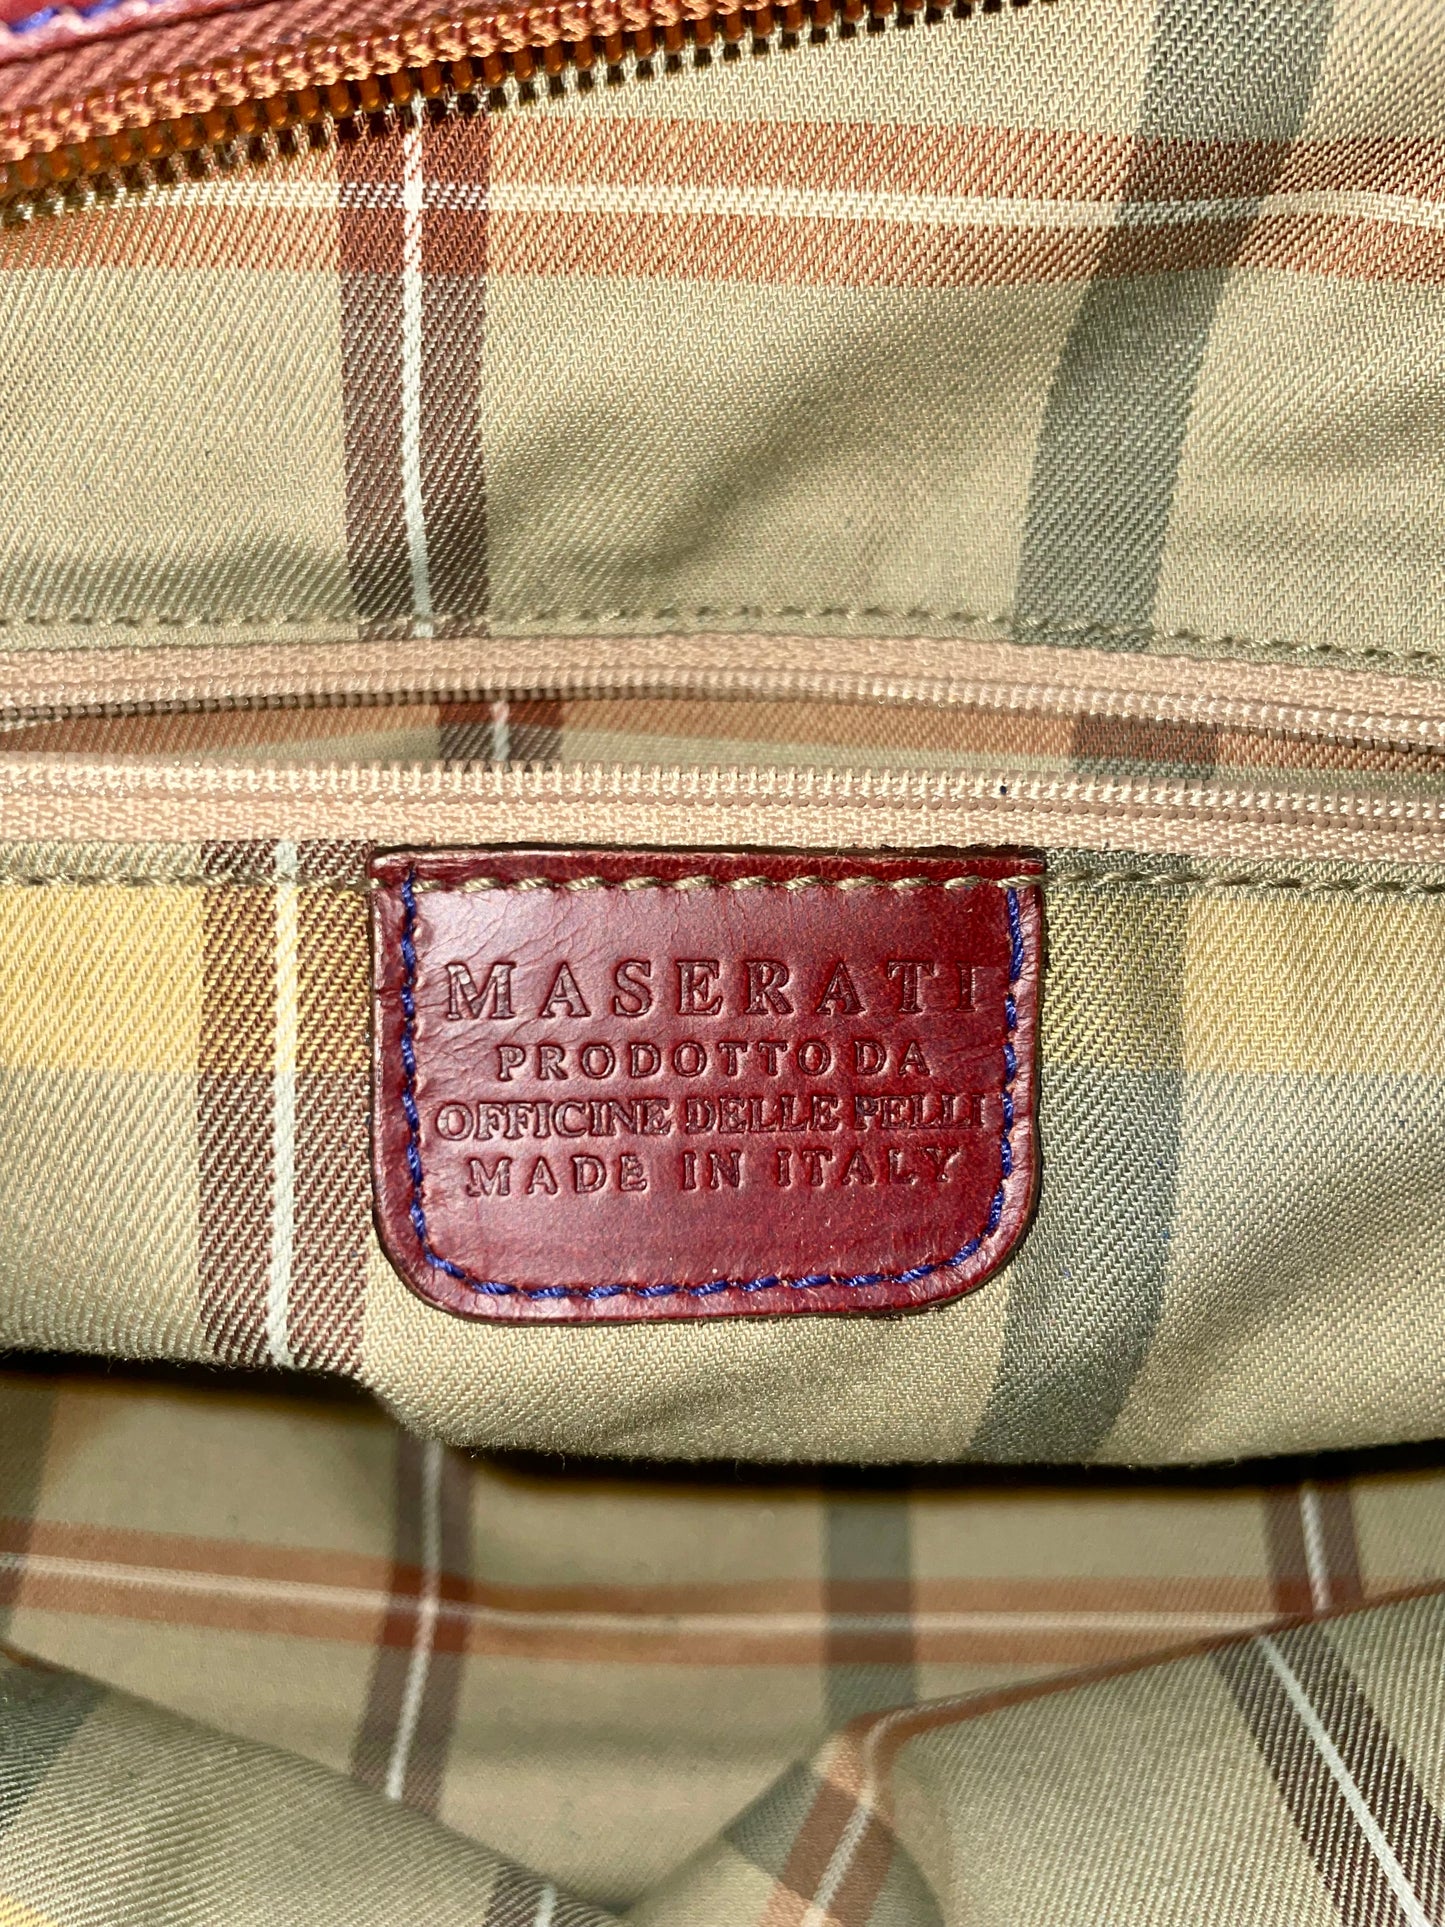 MASERATI
PRODOTTO DA
OFFICINE DELLE PELLI
MADE IN ITALY